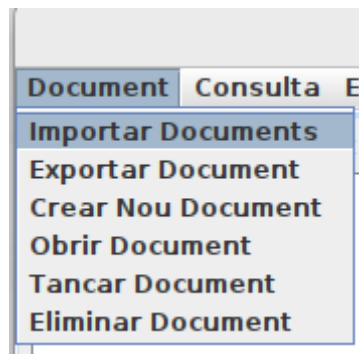 Document Consulta E
Importar Documents
Exportar Document
Crear Nou Document
Obrir Document
Tancar Document
Eliminar Document